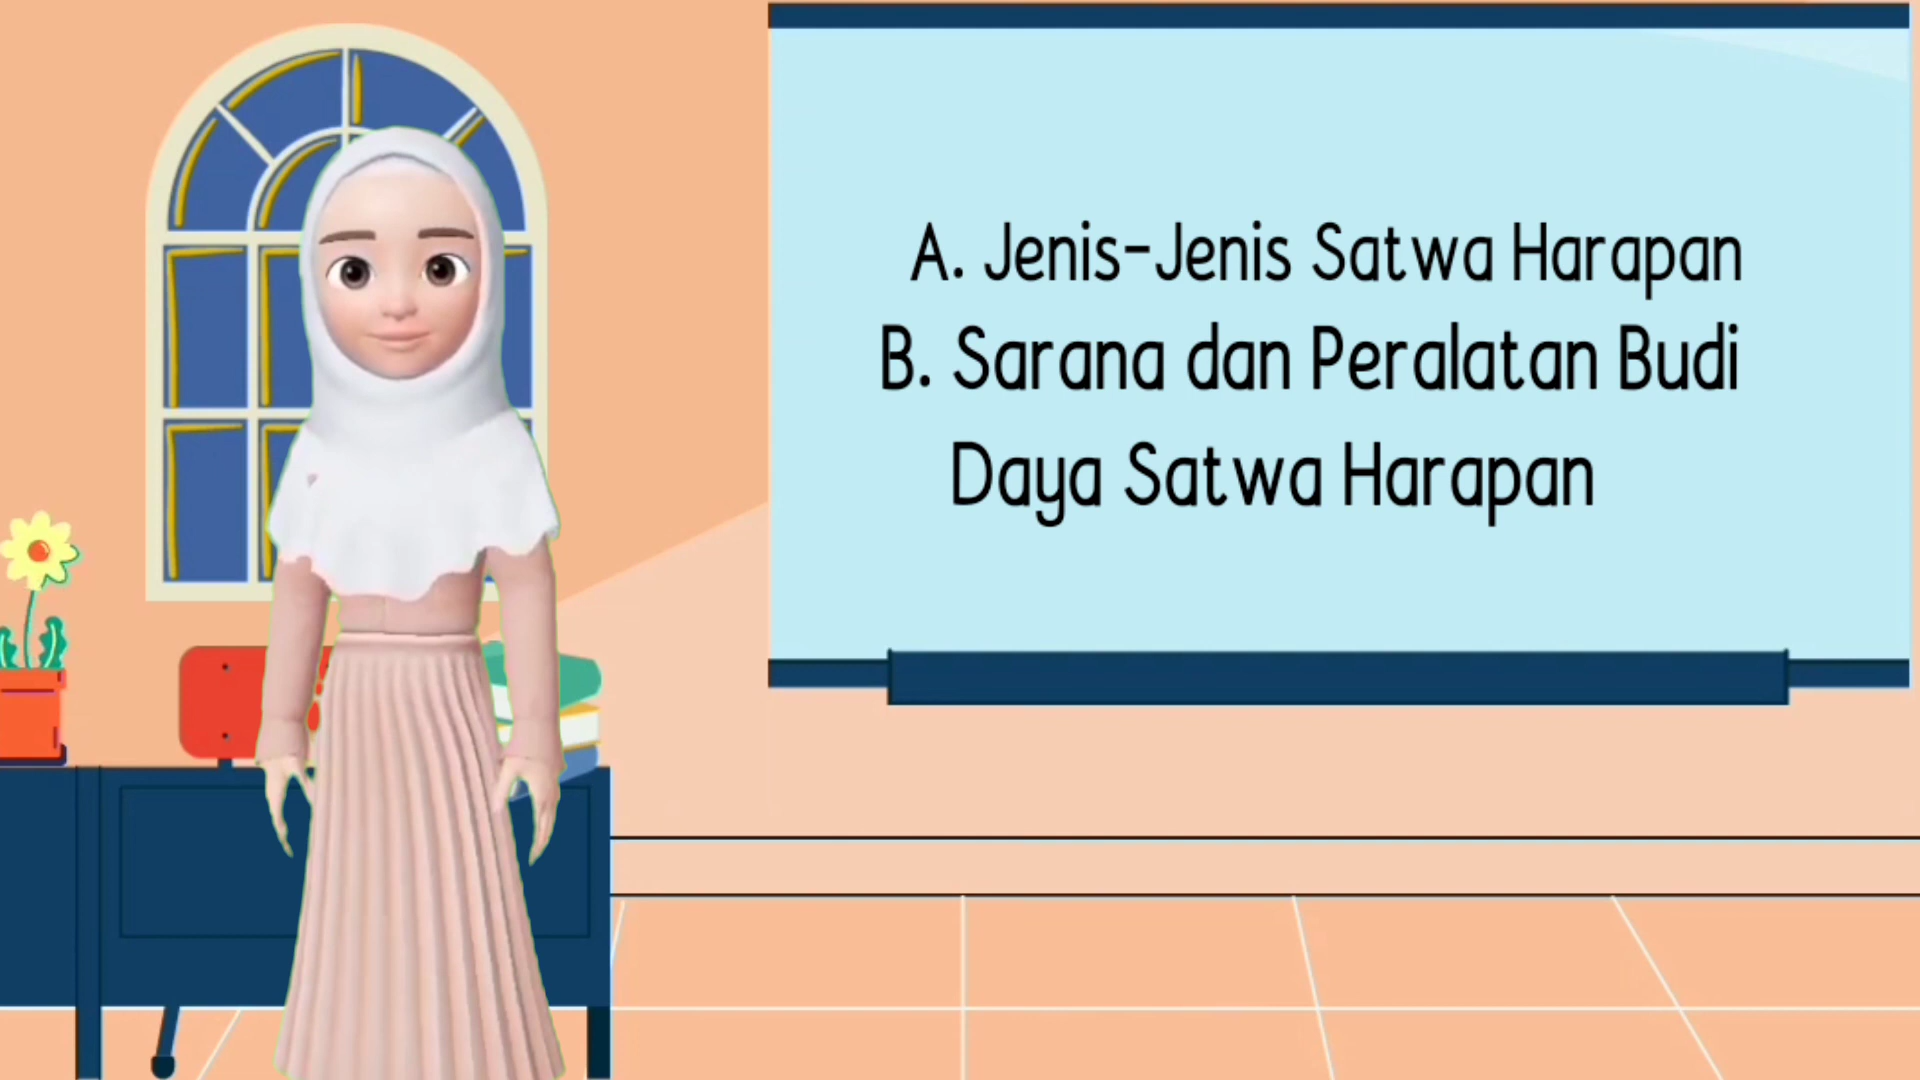 A. Jenis-Jenis Satwa Harapan
B. Sarana dan Peralatan Budi
Daya Satwa Harapan